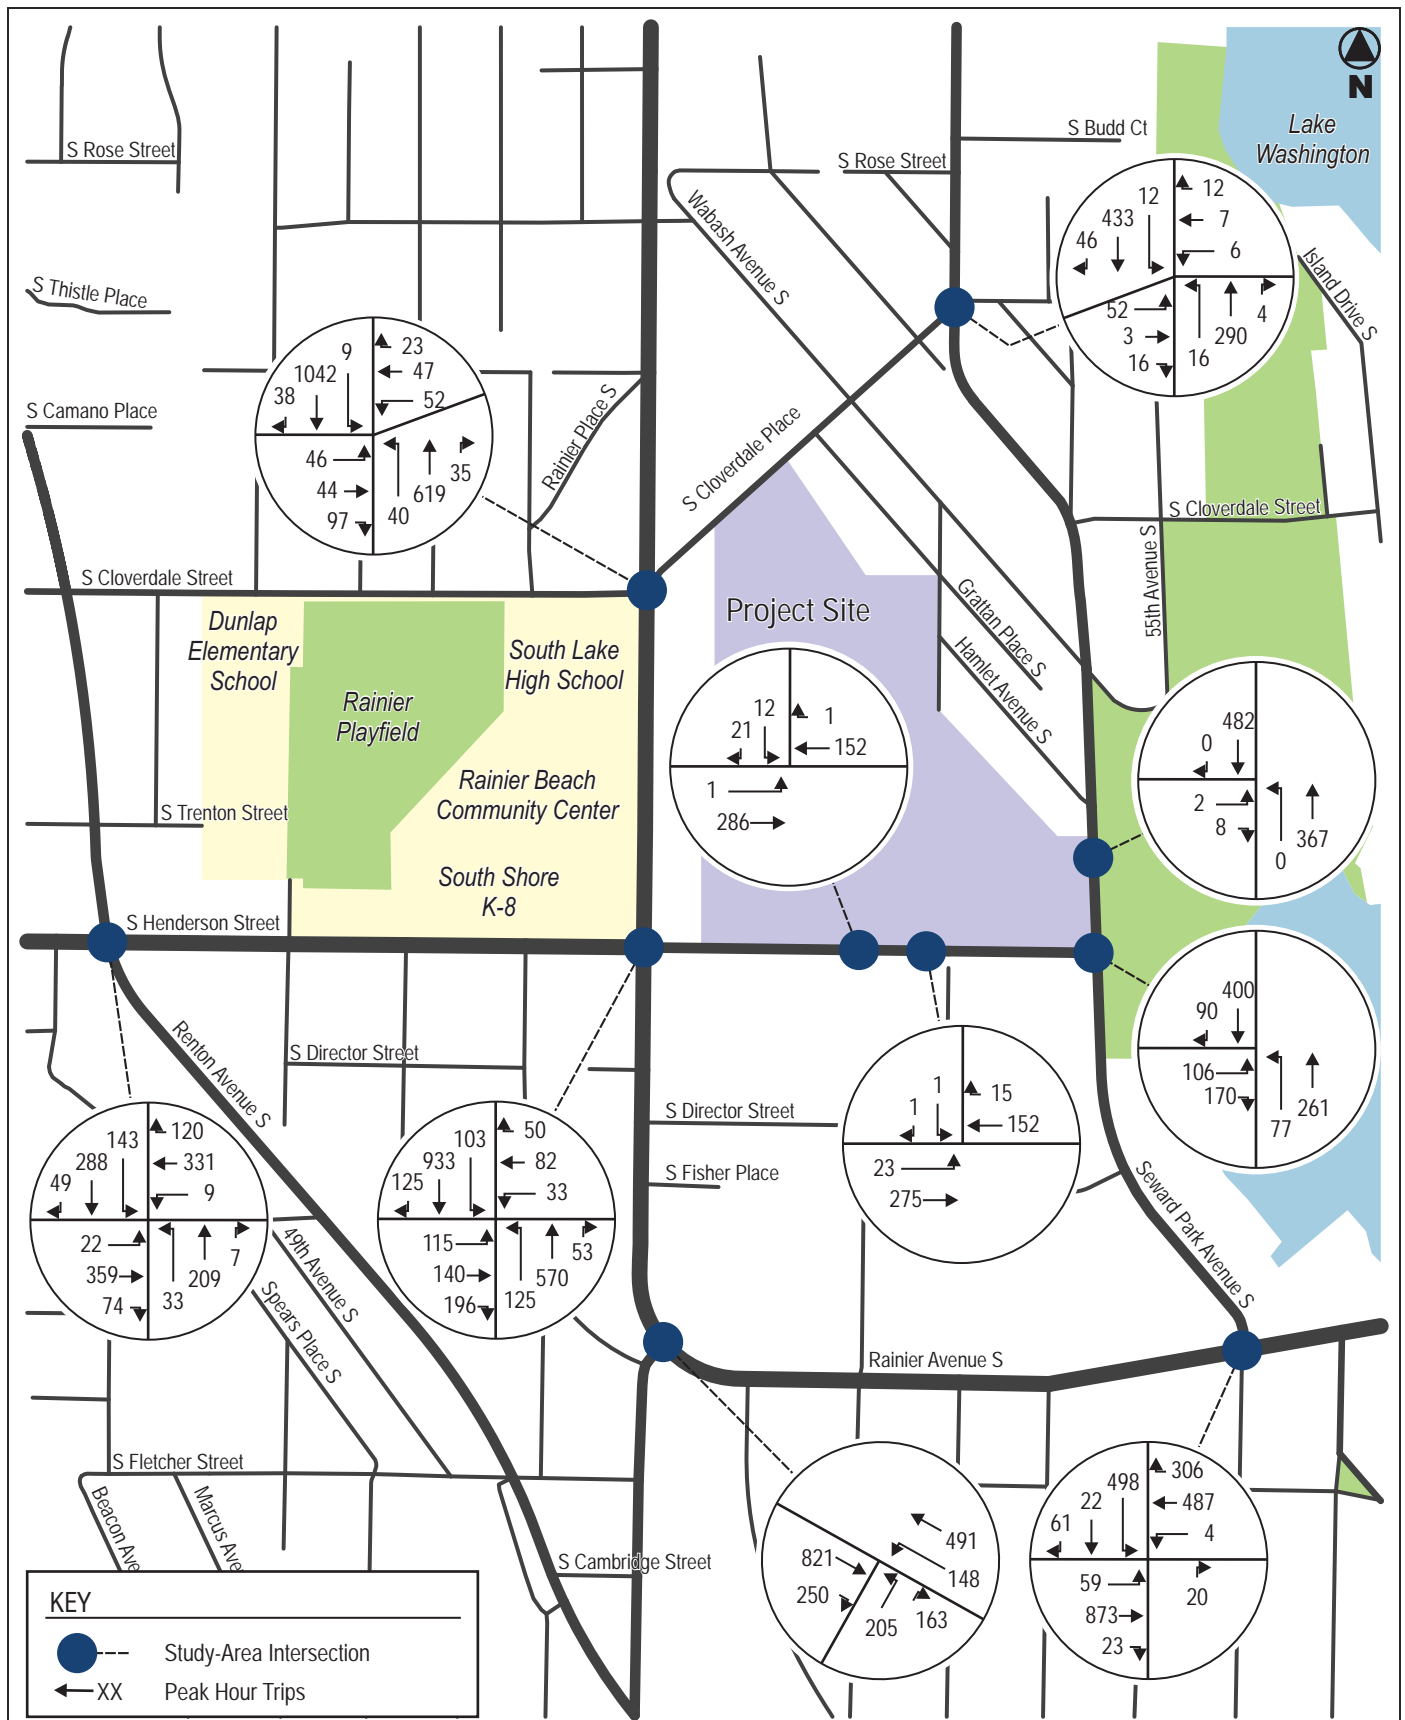 N
Lake
Washington
S Budd Ct
S Rose Street
S Rose Street
Wabash Avenue S
Island Drive S
12
433
46
12
7
6
52
3
16
16
290
4
S Thistle Place
S Camano Place
9
1042
38
23
47
52
46
44
97
40
619
35
Rainier Place S
S Cloverdale Place
S Cloverdale Street
55th Avenue S
S Cloverdale Street
Dunlap
Elementary
School
South Lake
High School
Rainier
Playfield
Rainier Beach
Community Center
South Shore
K-8
Project Site
Grattan Place S
Hamlet Avenue S
12
21
1
152
1
286
482
0
2
8
0
367
S Trenton Street
S Henderson Street
400
90
106
170
77
261
Renton Avenue S
S Director Street
S Director Street
S Fisher Place
1
1
15
152
23
275
143
288
49
120
331
9
22
359
74
33
209
7
103
933
125
50
82
33
115
140
196
125
570
53
49th Avenue S
Spears Place S
Seward Park Avenue S
Rainier Avenue S
S Fletcher Street
Beacon Ave
Marcus Ave
S Cambridge Street
491
148
821
250
205
163
498
22
61
306
487
4
59
873
23
20
KEY
Study-Area Intersection
XX Peak Hour Trips